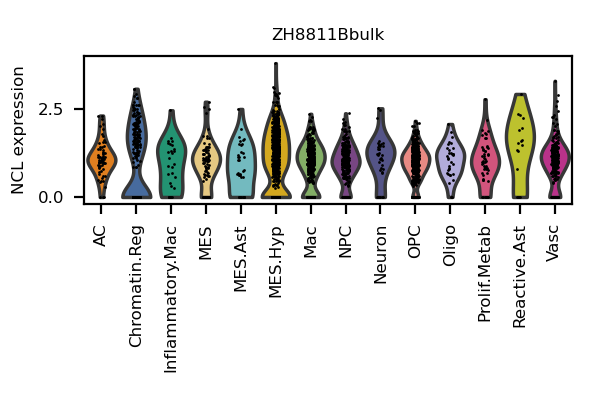 ZH8811Bbulk
NCL expression
2.5
0.0
AC
Chromatin.Reg
Inflammatory.Mac
MES
MES.Ast
MES.Hyp
Mac
NPC
Neuron
OPC
Oligo
Prolif.Metab
Reactive.Ast
Vasc